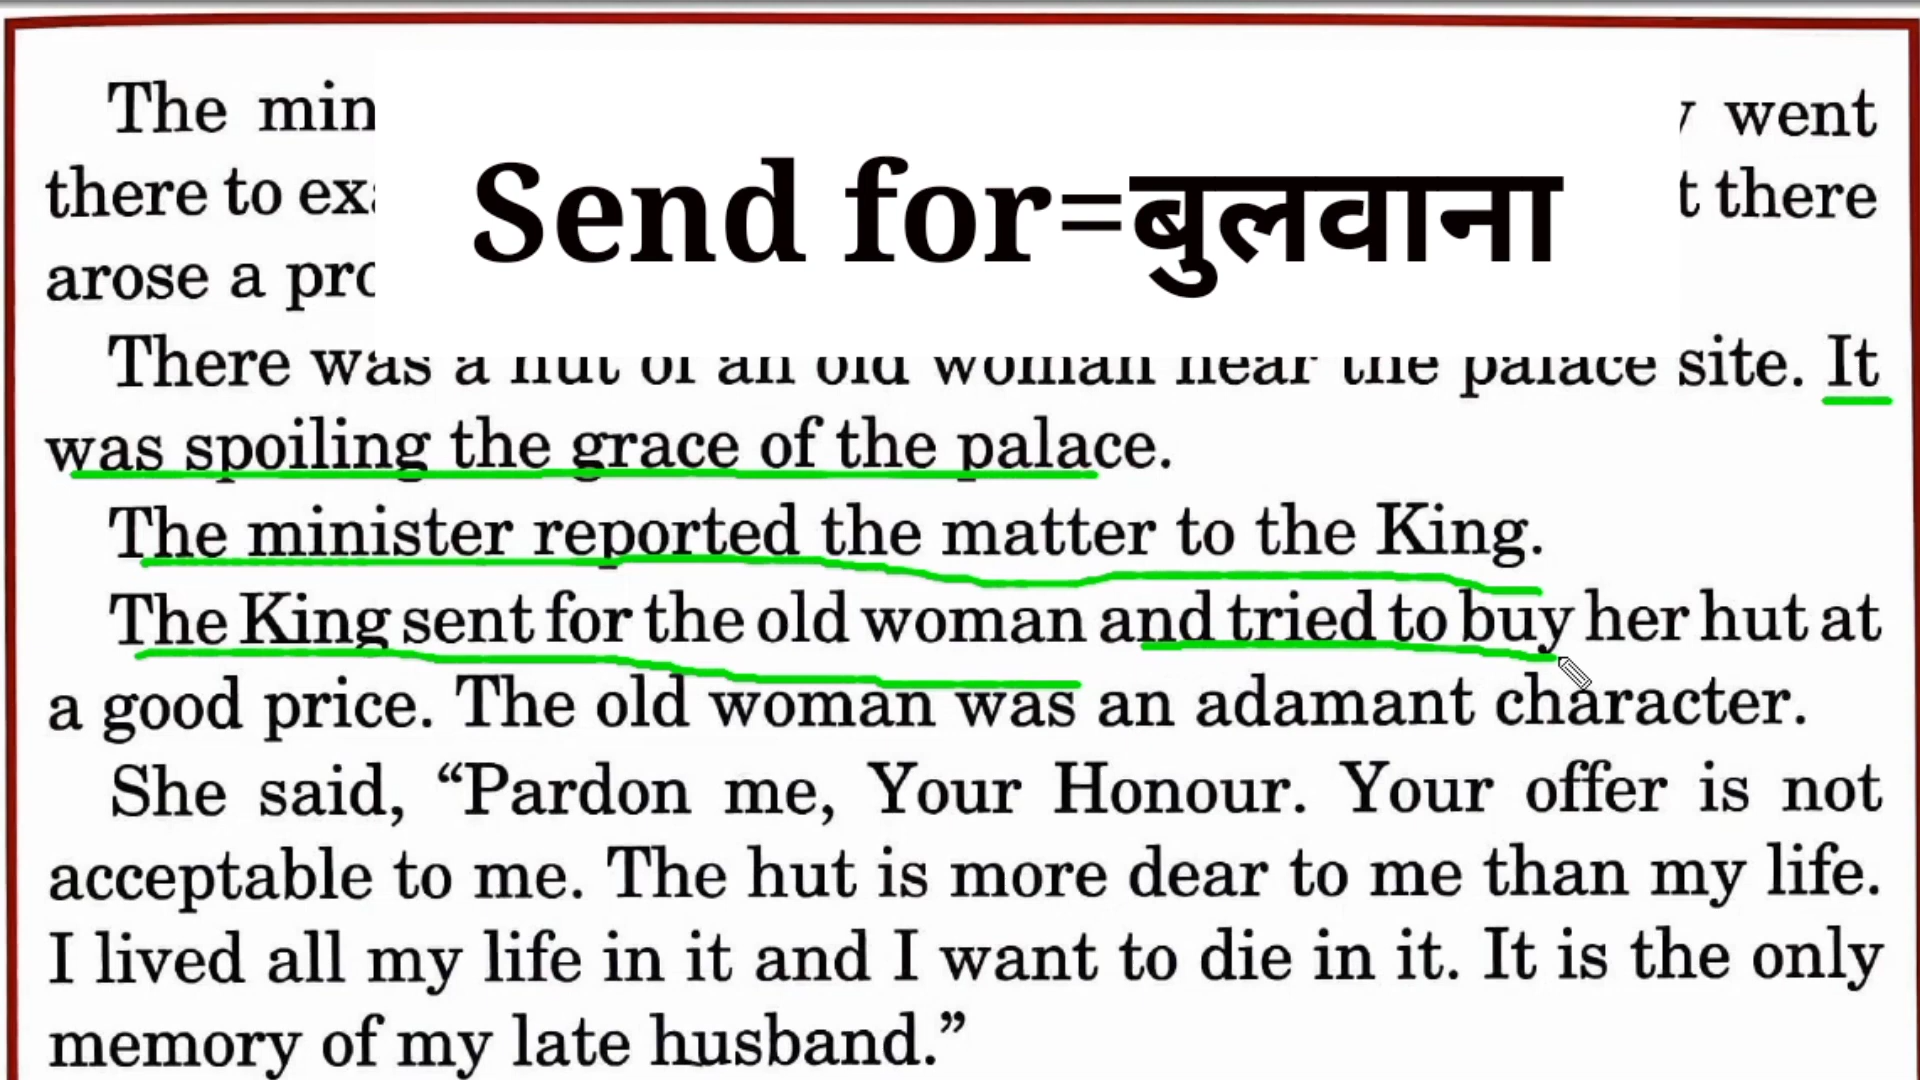 The
went
Send for=बुलवाना
there to
there
arose a
There was a hut of an old woman near the palace site. It
was spoiling the grace of the palace.
The minister reported the matter to the King.
The King sent for the old woman and tried to buy her hut at
a good price. The old woman was an adamant character.
She said, “Pardon me, Your Honour. Your offer is not
acceptable to me. The hut is more dear to me than my life.
I lived all my life in it and I want to die in it. It is the only
memory of my late husband.”